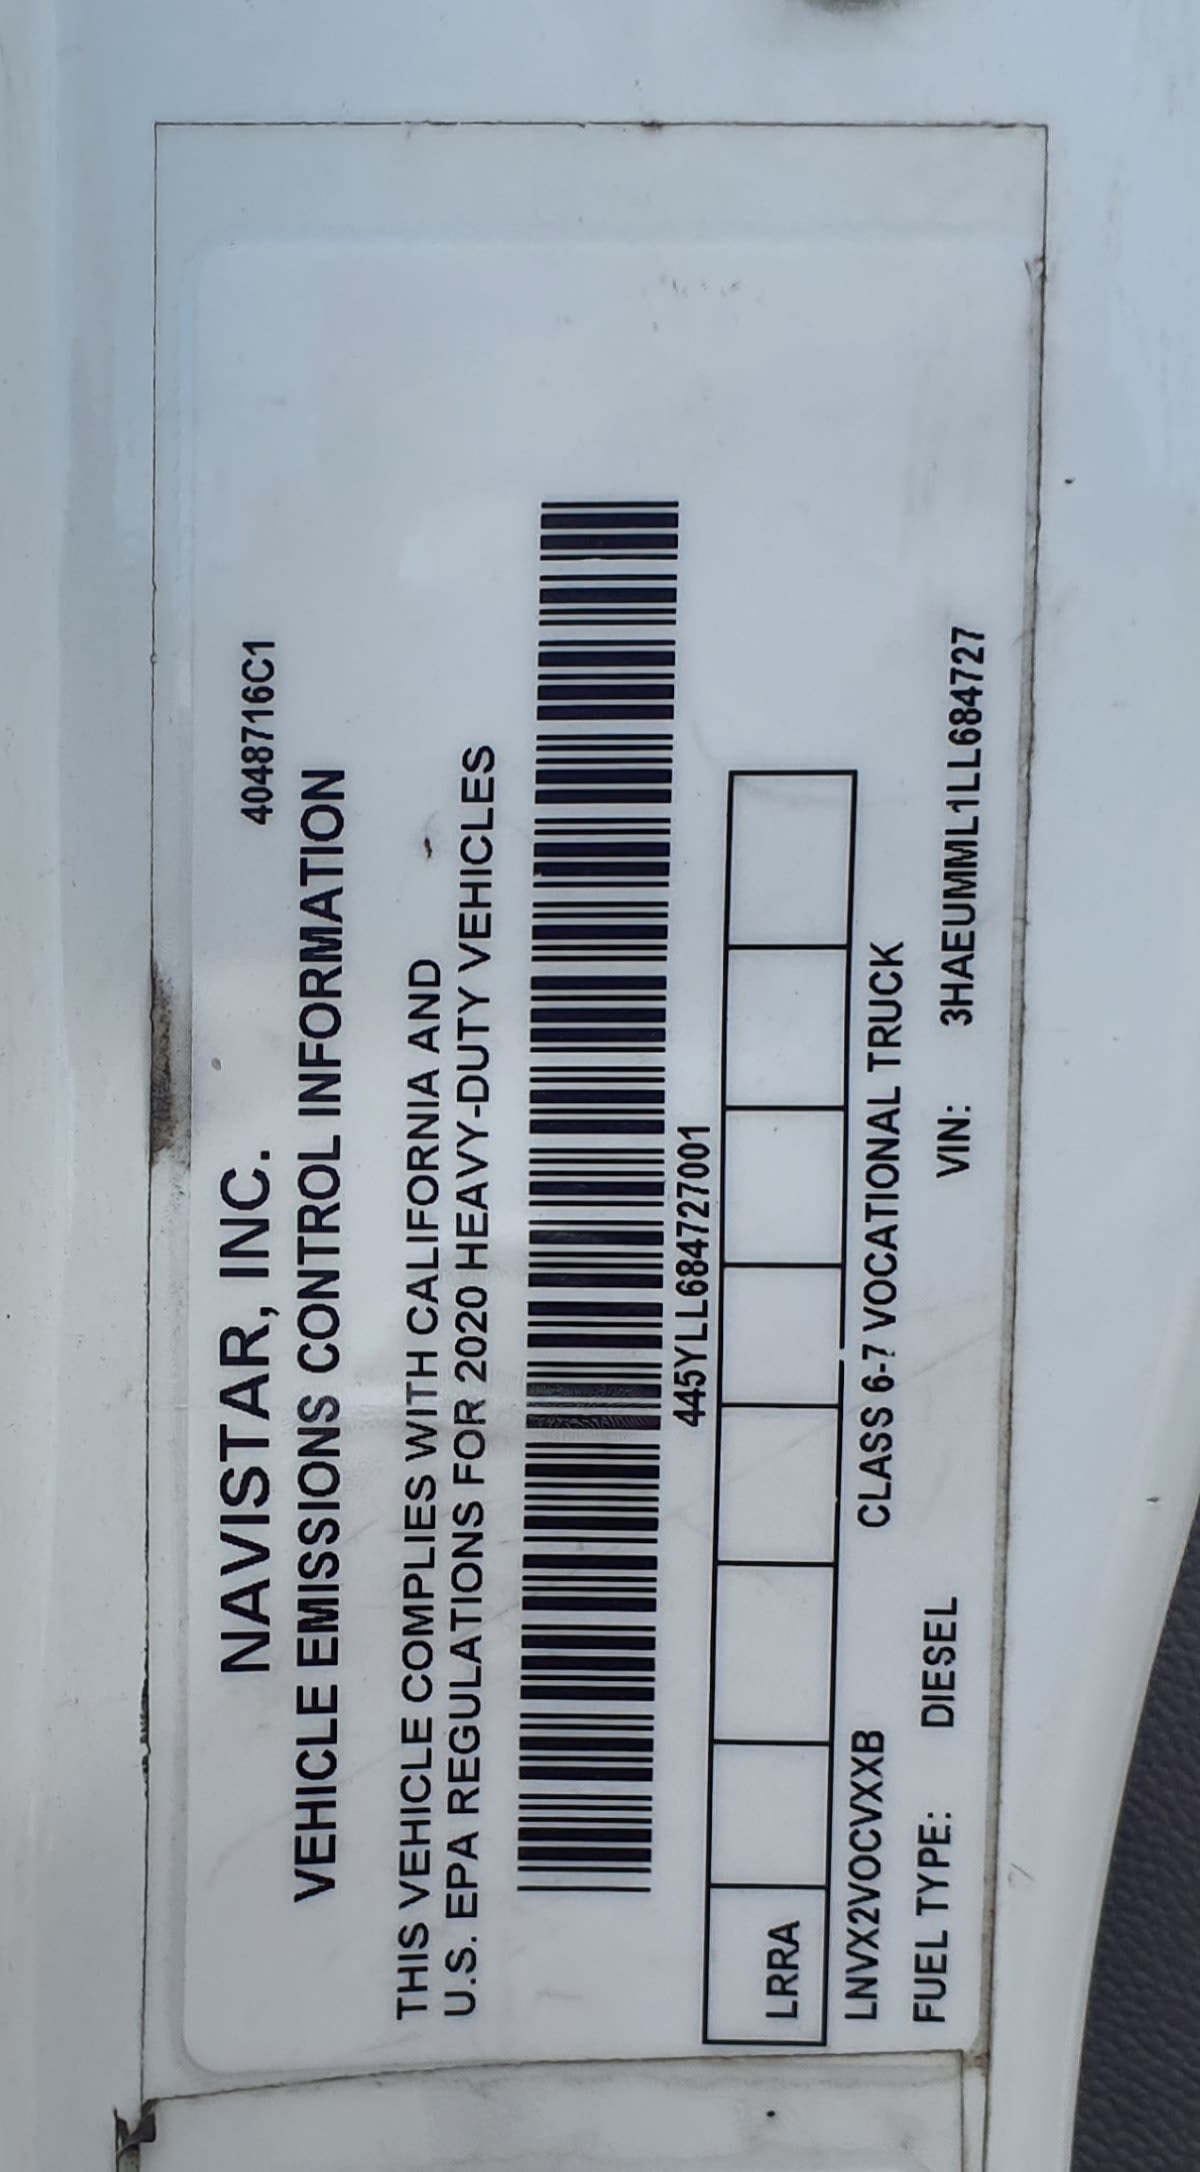 4048716C1
NAVISTAR, INC.
VEHICLE EMISSIONS CONTROL INFORMATION
THIS VEHICLE COMPLIES WITH CALIFORNIA AND
U.S. EPA REGULATIONS FOR 2020 HEAVY-DUTY VEHICLES
445YLL684727001
LRRA
LNVX2VOCVXXB CLASS 6-7 VOCATIONAL TRUCK
FUEL TYPE: DIESEL VIN: 3HAEUMML1LL684727